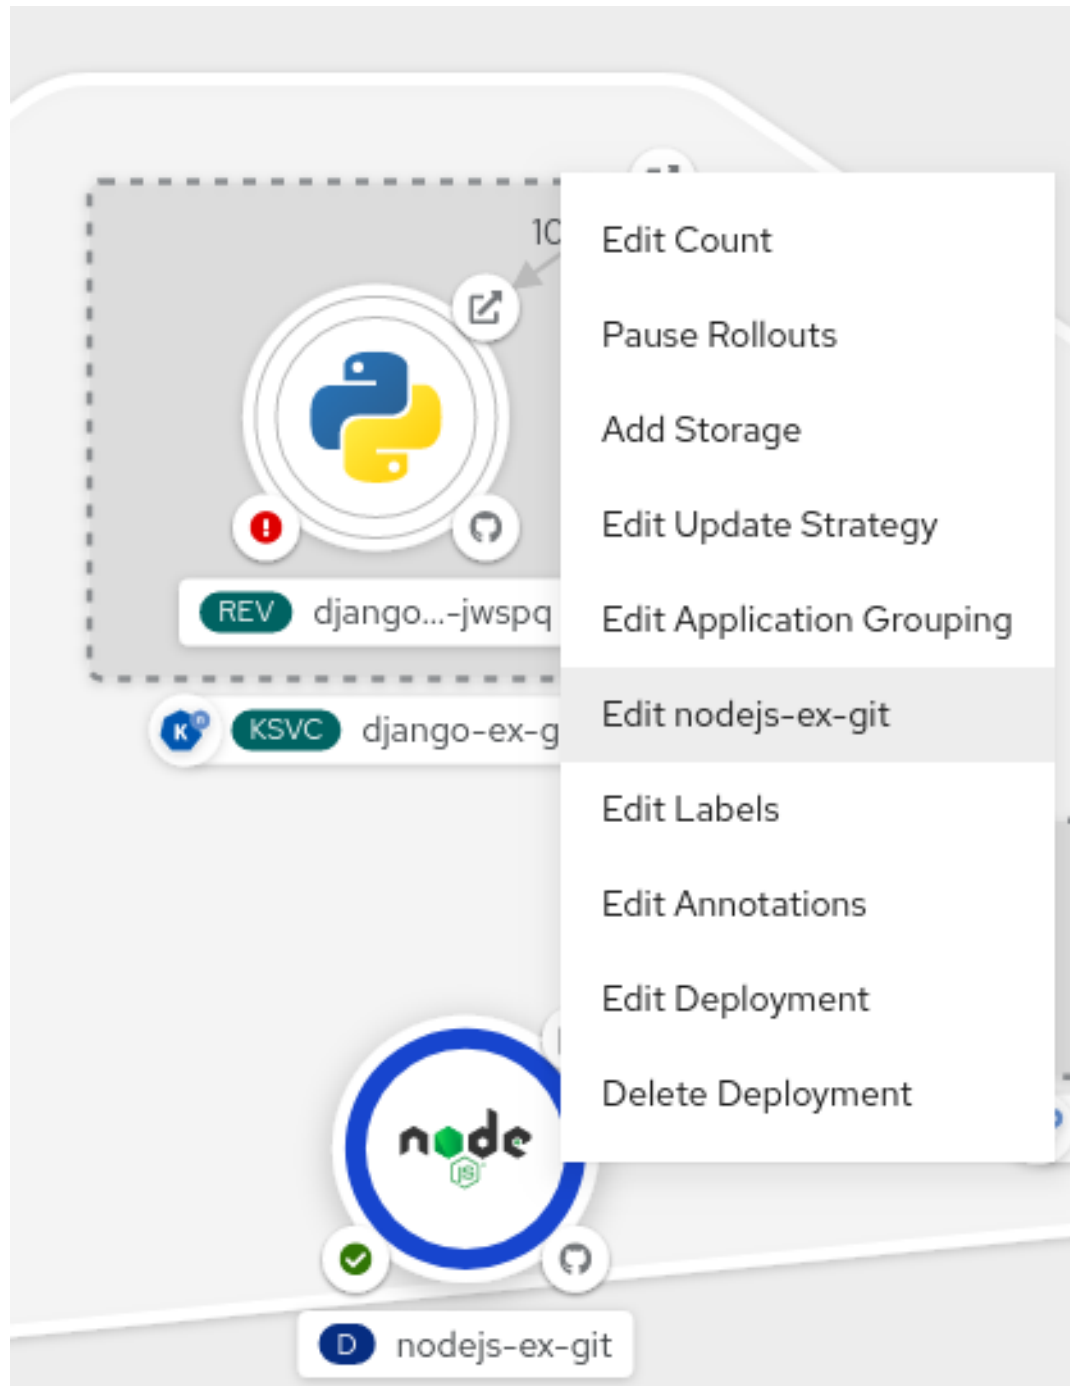 10
Edit Count
Pause Rollouts
Add Storage
Edit Update Strategy
Edit Application Grouping
Edit nodejs-ex-git
Edit Labels
Edit Annotations
Edit Deployment
Delete Deployment
REV django...-jwspq
K n KSVC django-ex-g
node
JS
D nodejs-ex-git